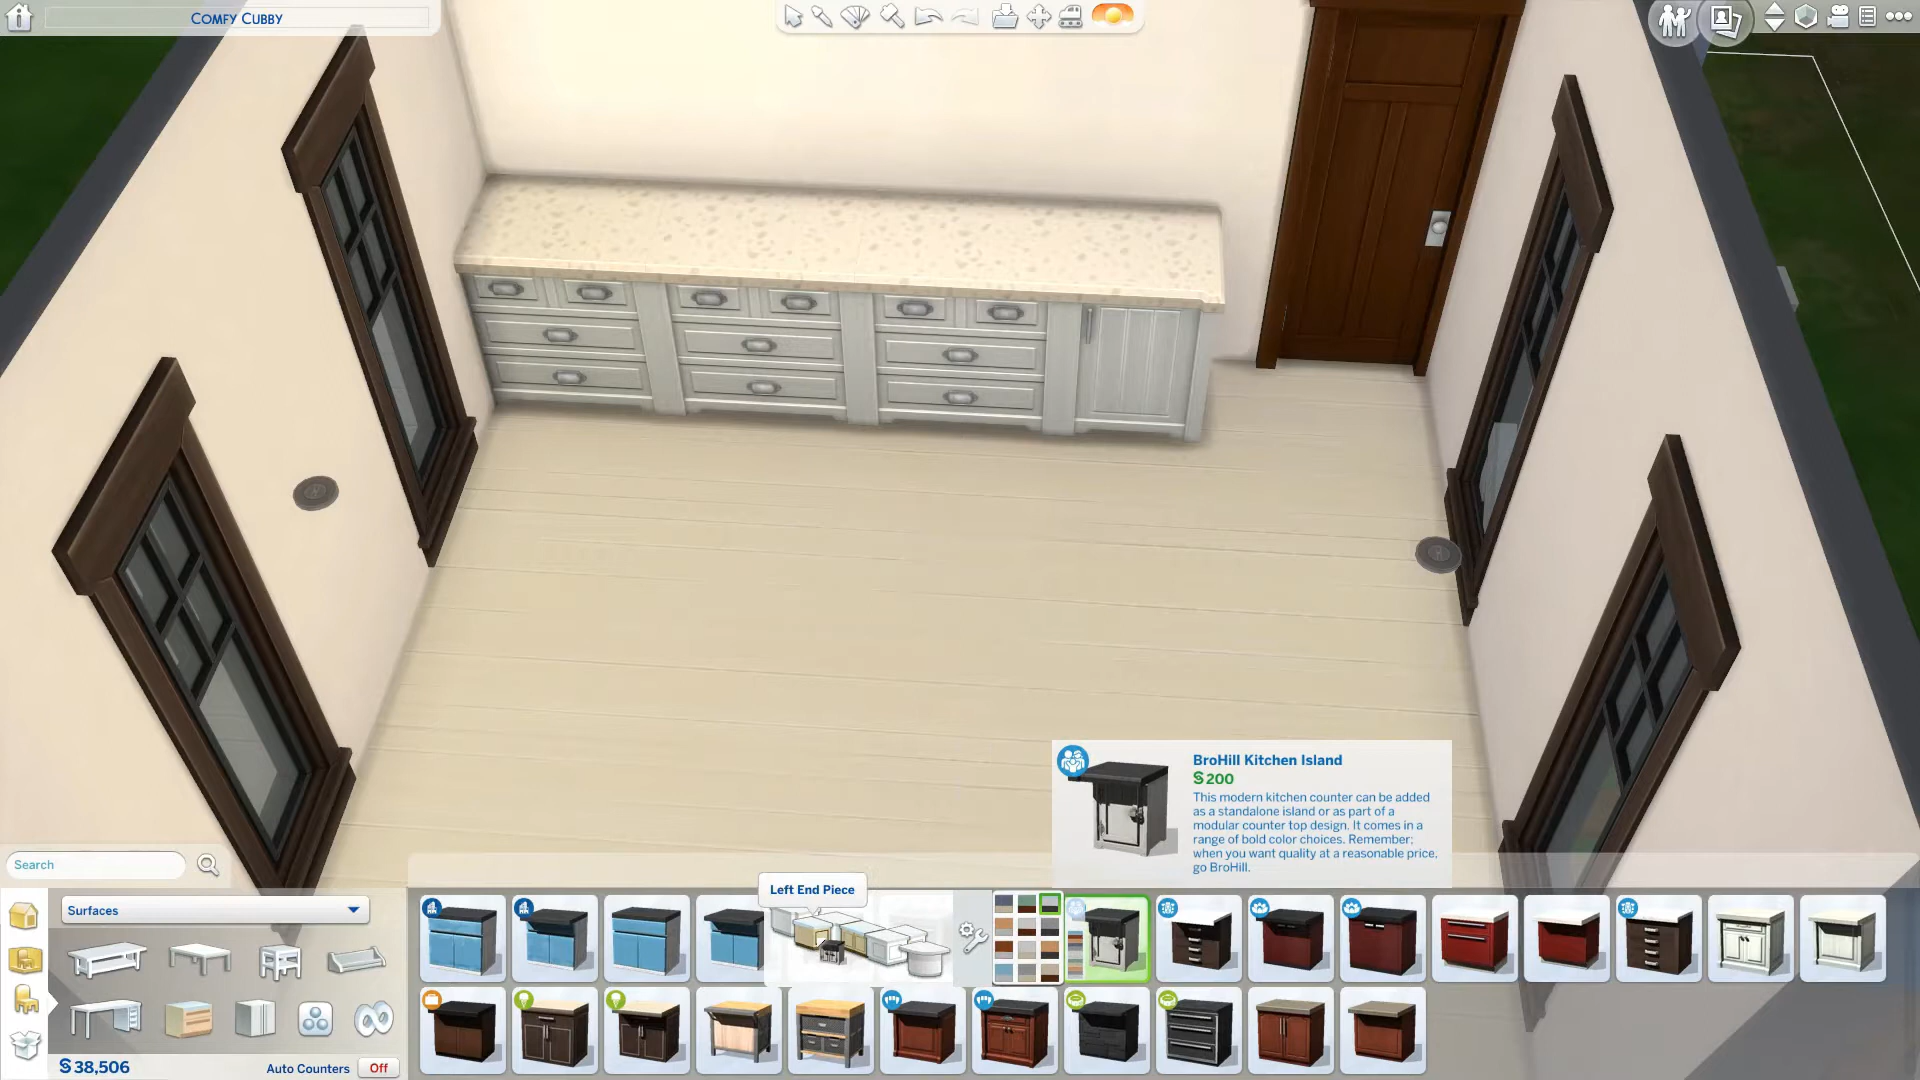 COMFY CUBBY
BroHill Kitchen Island
§200
This modern kitchen counter can be added
as a standalone island or as part of a
modular counter top design. It comes in a
range of bold color choices. Remember;
when you want quality at a reasonable price,
go BroHill.
Search
Left End Piece
Surfaces
§38,506
Auto Counters Off